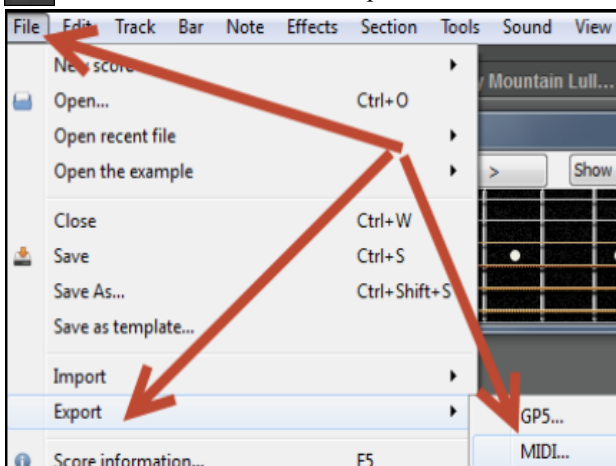 File Edit Track Bar Note Effects Section Tools Sound View
New score
y Mountain Lull...
Open... Ctrl+O
Open recent file
Open the example
> Show
Close Ctrl+W
Save Ctrl+S
Save As... Ctrl+Shift+S
Save as template...
Import
Export
GP5...
MIDI...
Score information... F5